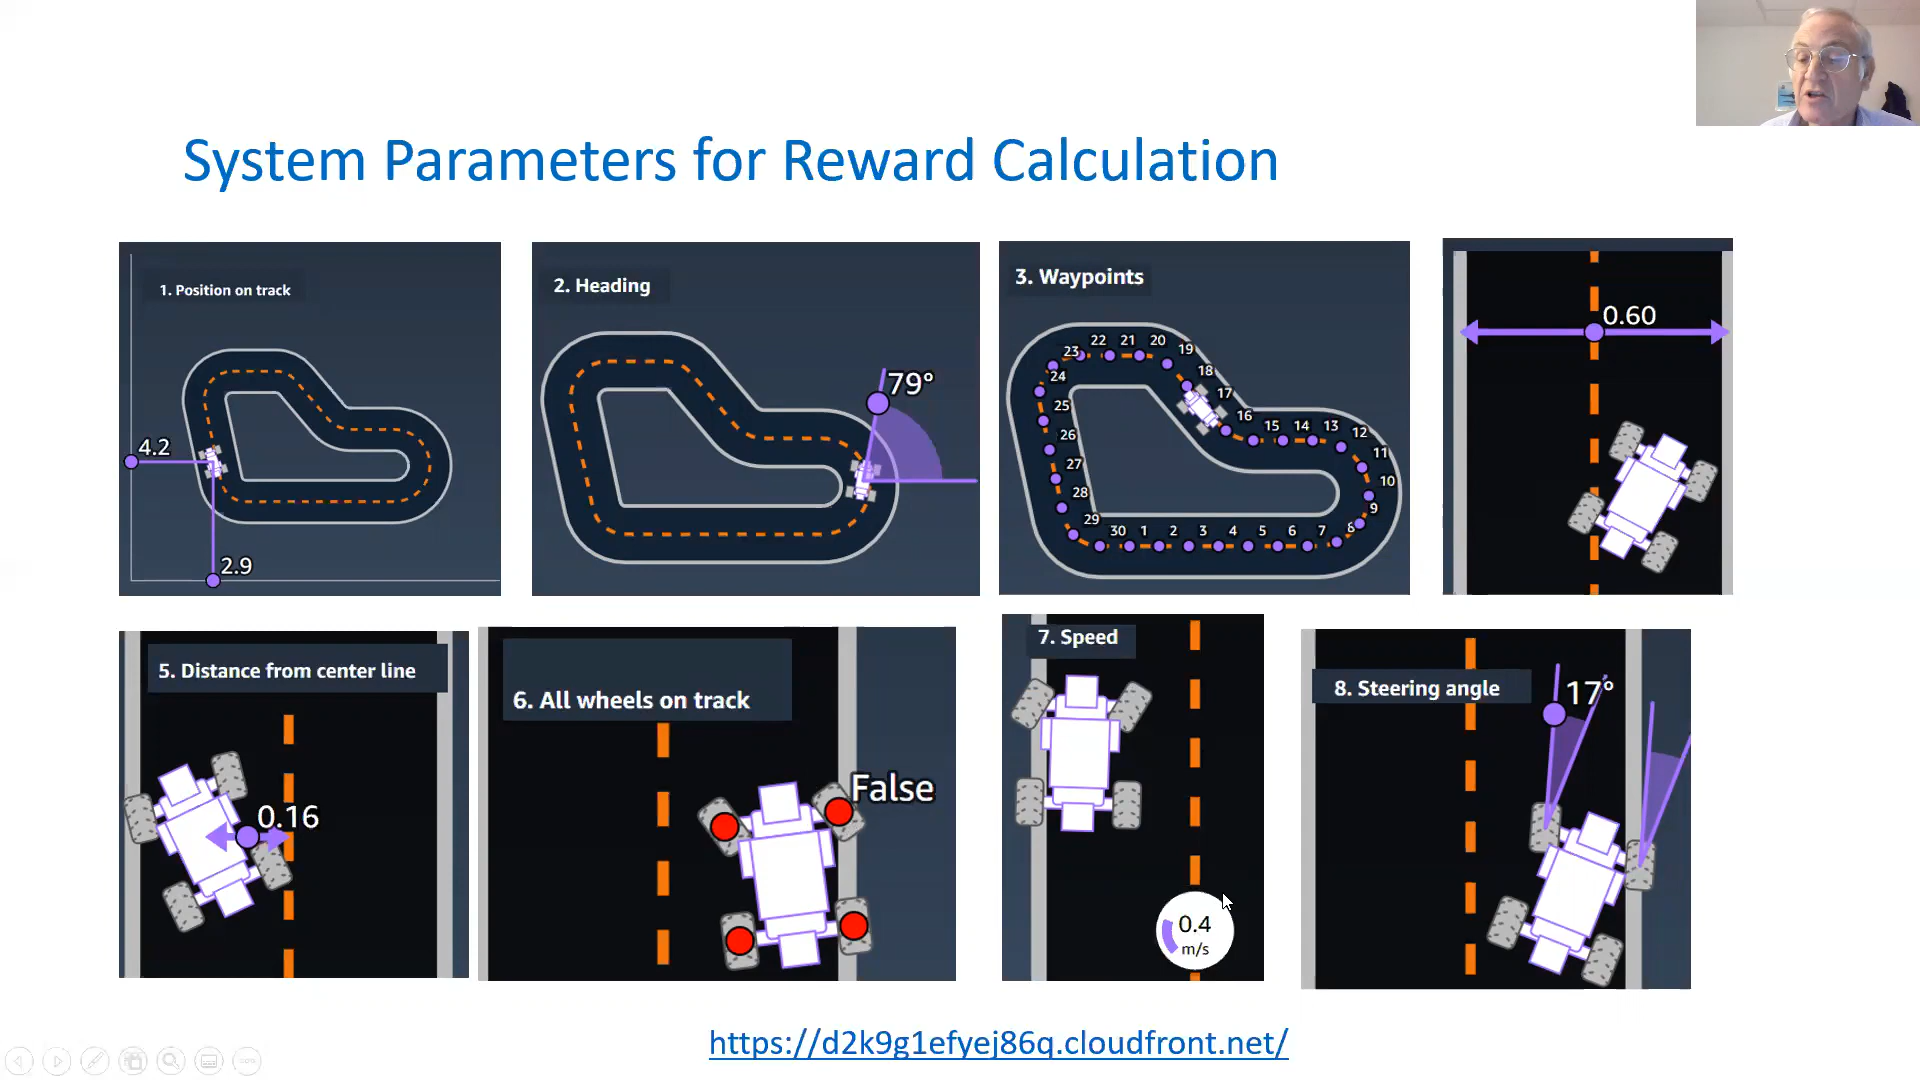 System Parameters for Reward Calculation
1. Position on track
4.2
2.9
2. Heading
79°
3. Waypoints
22 21 20
23 19
24 18
25 17
26 16 15 14 13 12
27 11
28 10
29 9
30 1 2 3 4 5 6 7 8
0.60
5. Distance from center line
0.16
6. All wheels on track
False
7. Speed
0.4
m/s
8. Steering angle
17°
https://d2k9g1efyej86q.cloudfront.net/